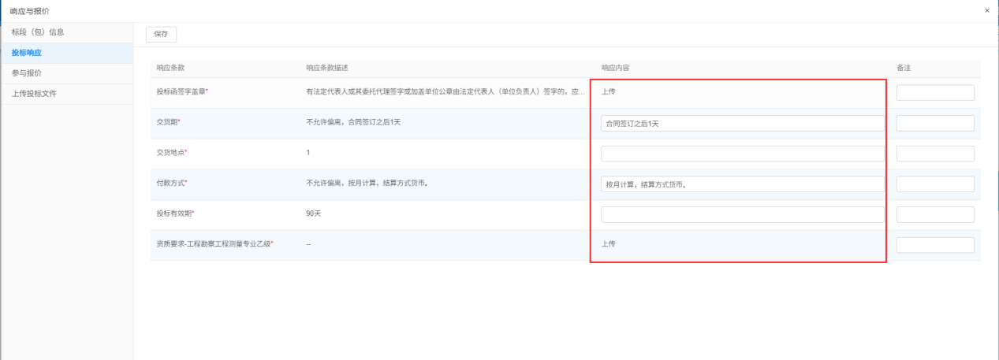 响应与报价
×
标段（包）信息
投标响应
参与报价
上传投标文件
保存
响应条款 响应条款描述 响应内容 备注
投标函签字盖章* 有法定代表人或其委托代理签字或加盖单位公章由法定代表人（单位负责人）签字的，应... 上传
交货期* 不允许偏离，合同签订之后1天 合同签订之后1天
交货地点* 1
付款方式* 不允许偏离，按月计算，结算方式货币。 按月计算，结算方式货币。
投标有效期* 90天
资质要求-工程勘察工程测量专业乙级* -- 上传